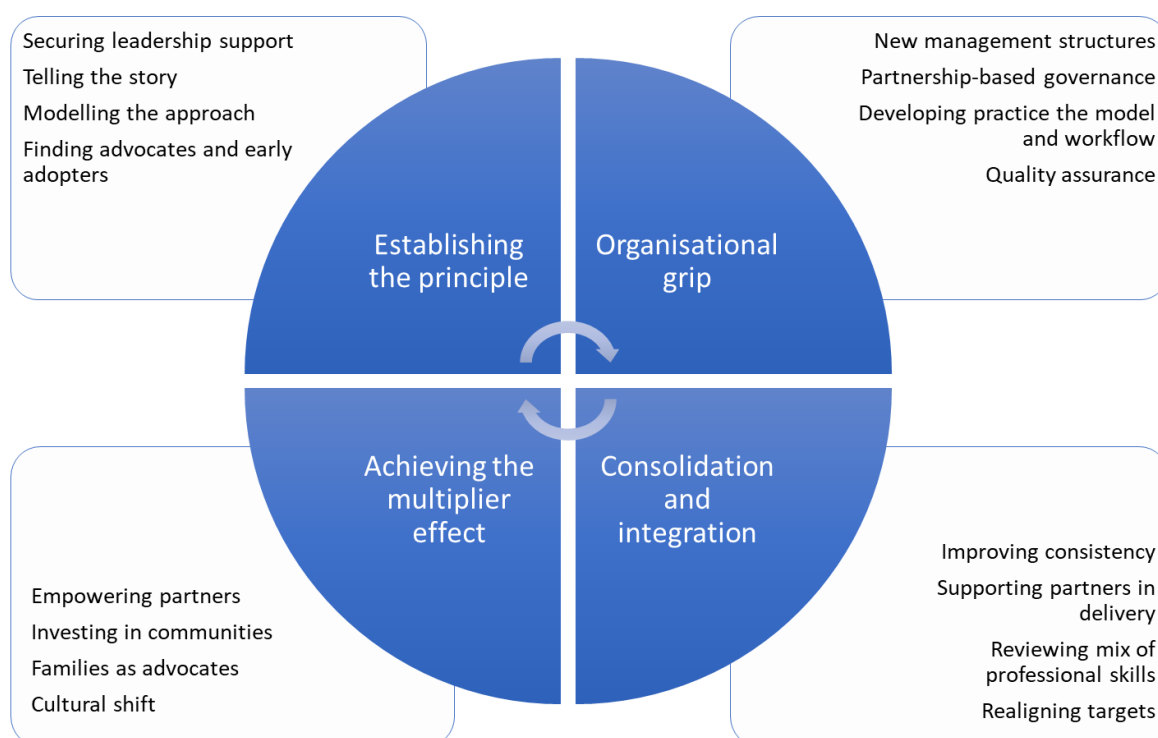 Securing leadership support
Telling the story
Modelling the approach
Finding advocates and early
adopters
Establishing
the principle
New management structures
Partnership-based governance
Developing practice the model
and workflow
Quality assurance
Organisational
grip
Achieving the
multiplier
effect
Empowering partners
Investing in communities
Families as advocates
Cultural shift
Consolidation
and
integration
Improving consistency
Supporting partners in
delivery
Reviewing mix of
professional skills
Realigning targets